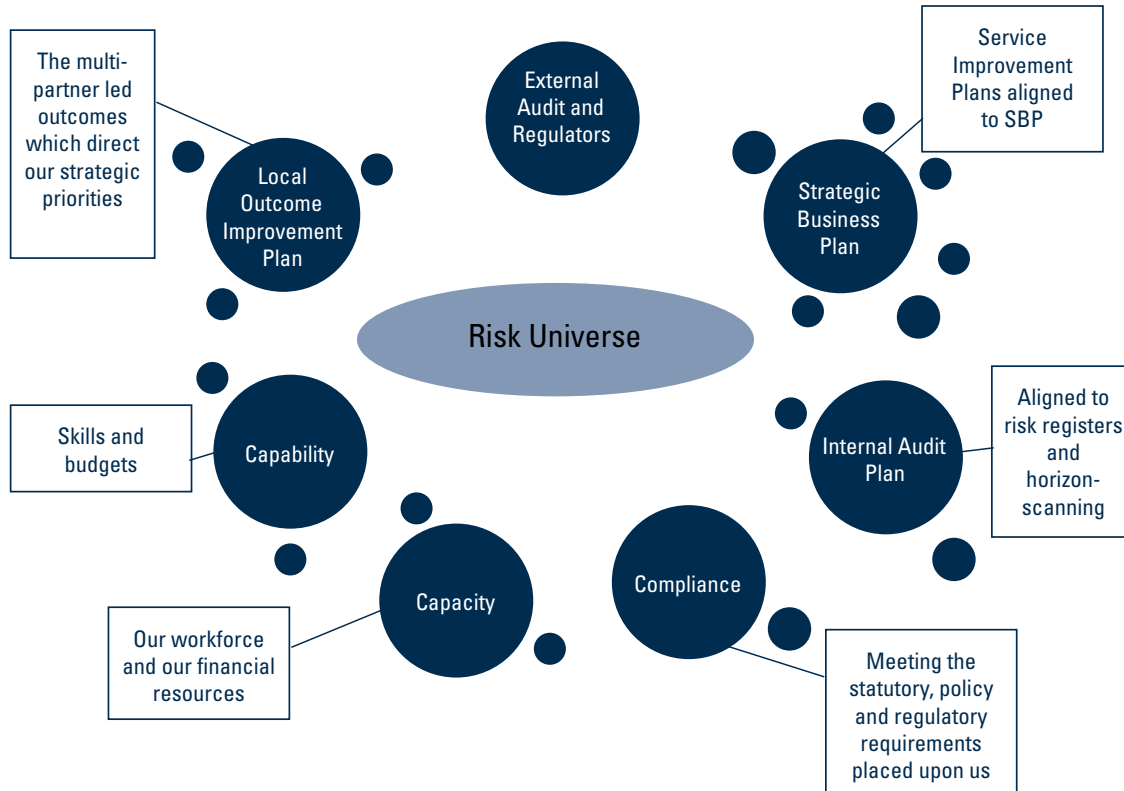 The multi-
partner led
outcomes
which direct
our strategic
priorities
External
Audit and
Regulators
Service
Improvement
Plans aligned
to SBP
Local
Outcome
Improvement
Plan
Strategic
Business
Plan
Risk Universe
Skills and
budgets
Capability
Internal Audit
Plan
Aligned to
risk registers
and
horizon-
scanning
Capacity
Compliance
Our workforce
and our financial
resources
Meeting the
statutory, policy
and regulatory
requirements
placed upon us